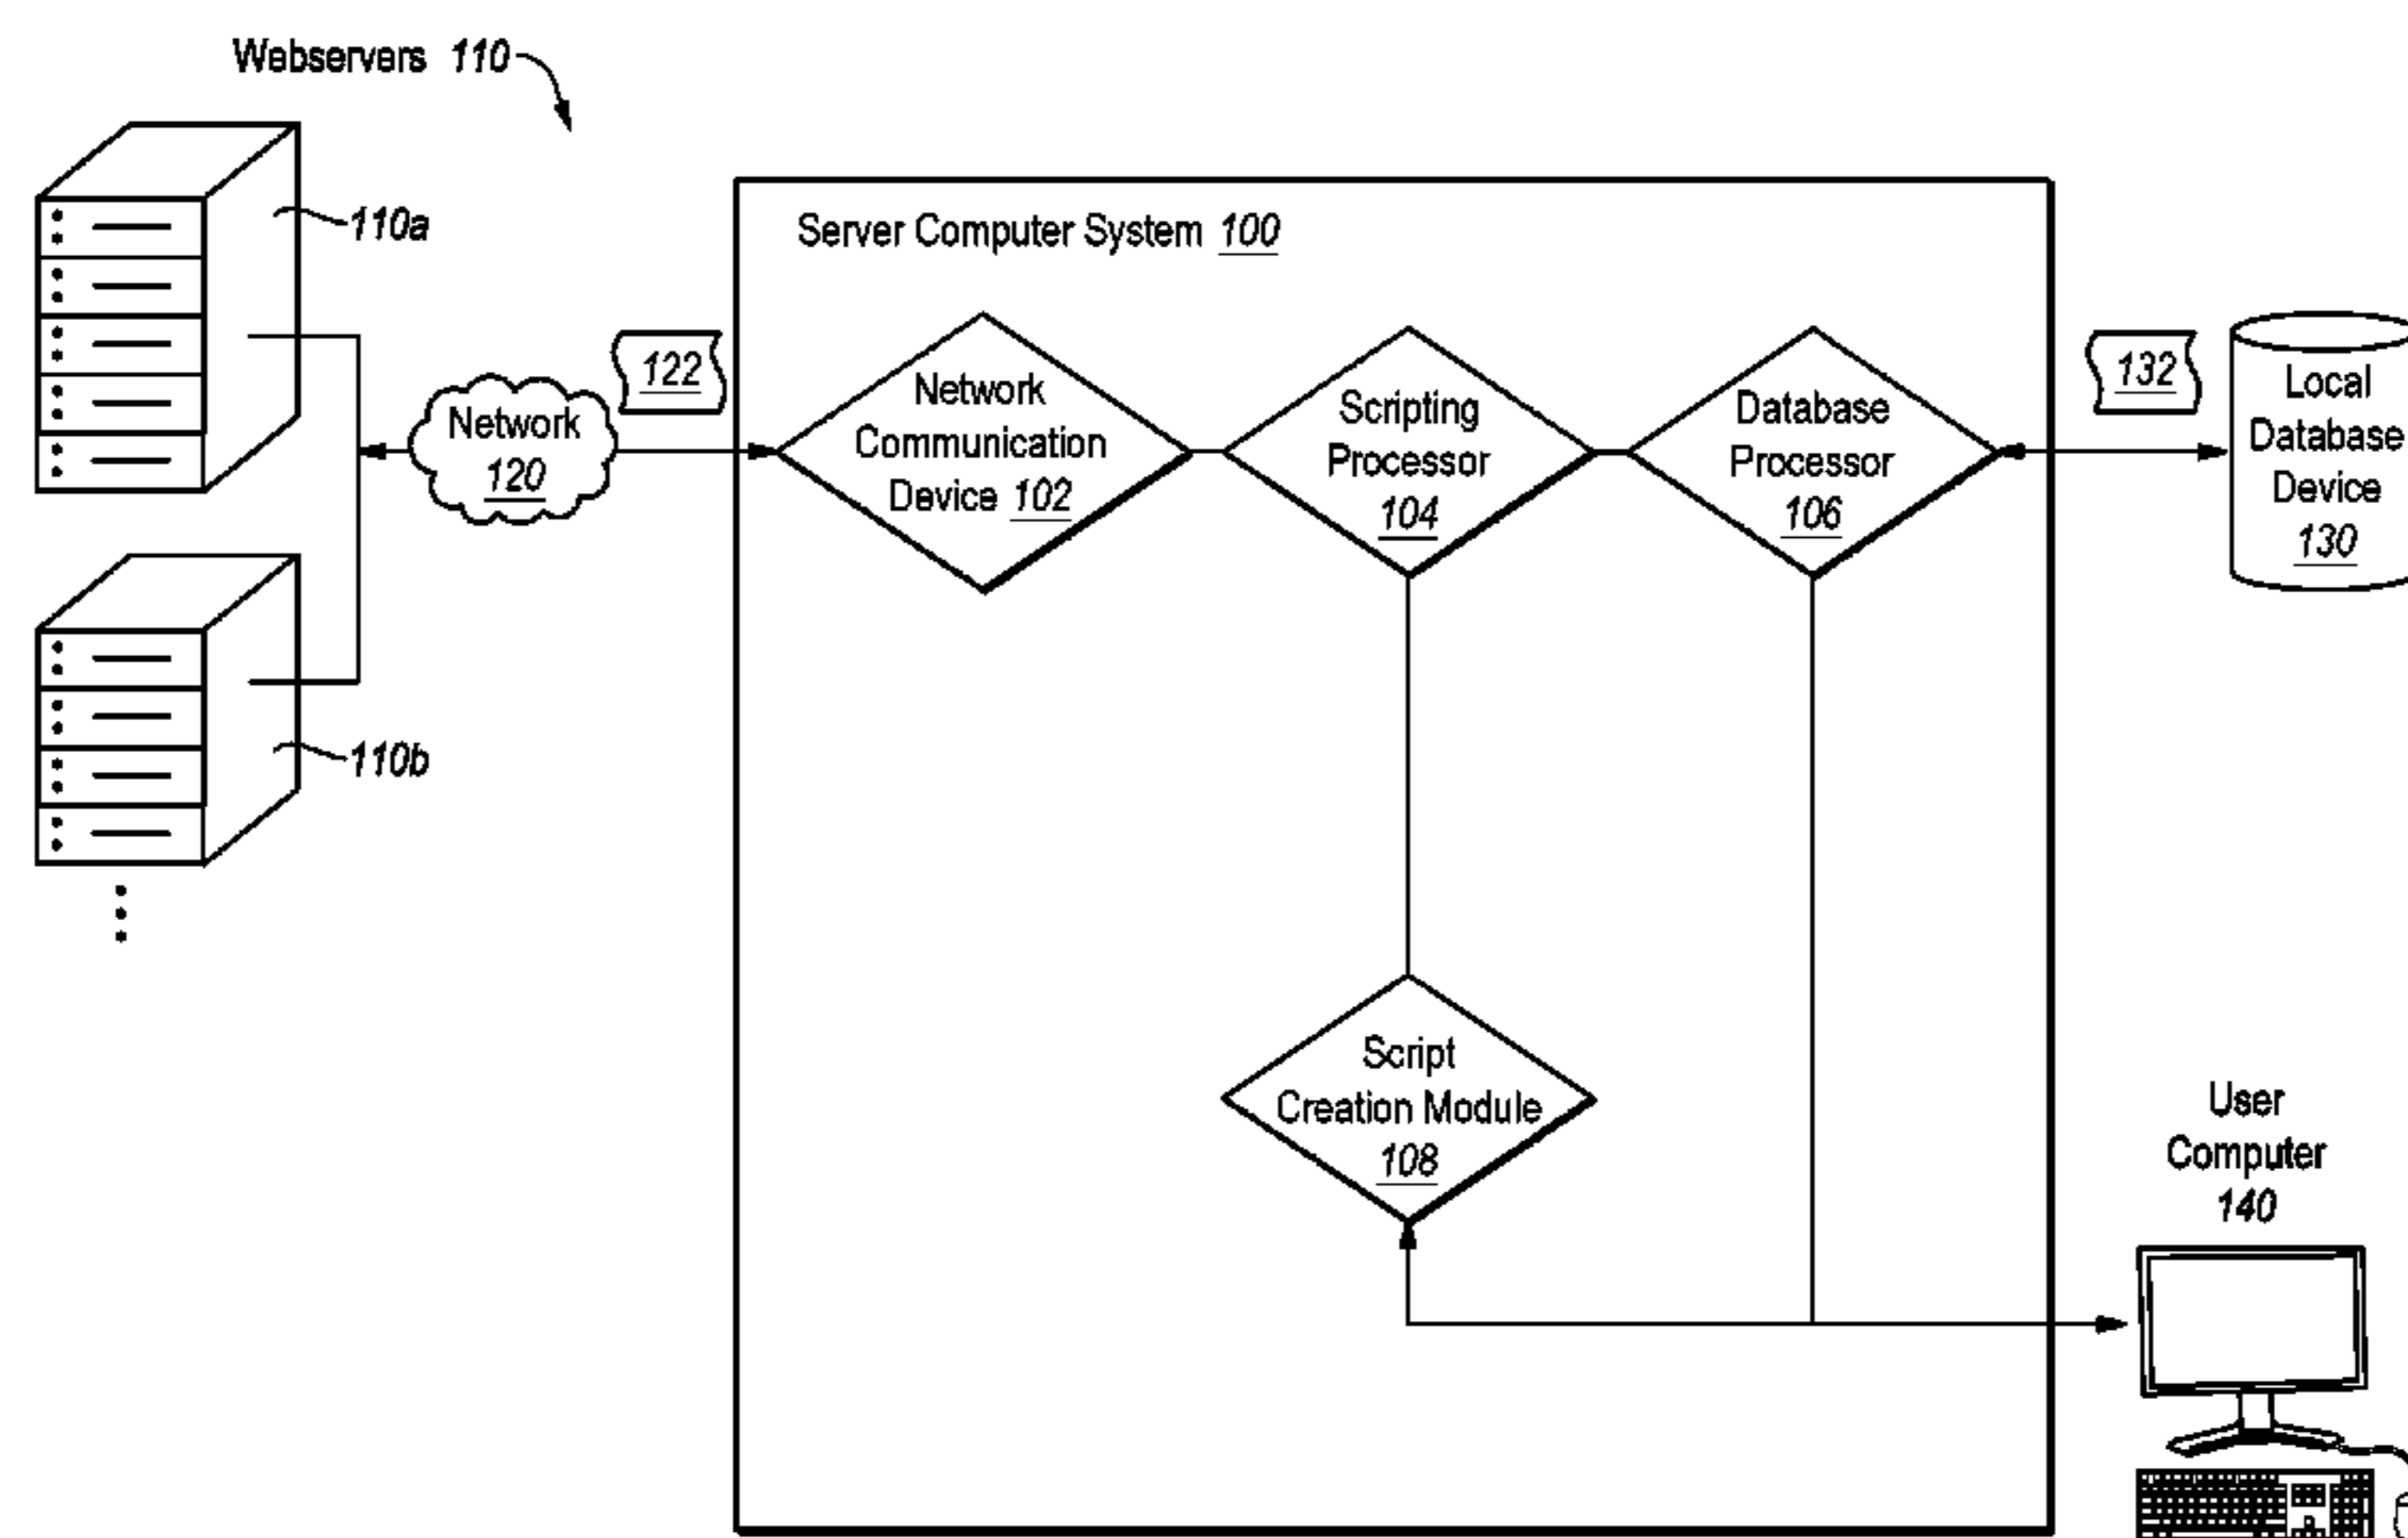 Webservers 110
110a
110b
Network
120
122
Server Computer System 100
Network
Communication
Device 102
Scripting
Processor
104
Database
Processor
106
132
Local
Database
Device
130
Script
Creation Module
108
User
Computer
140